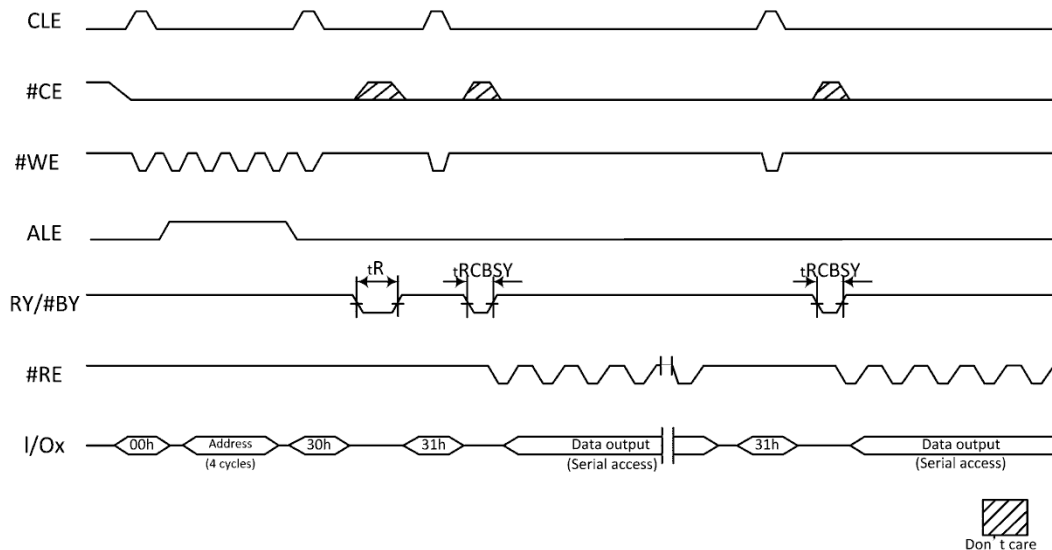 CLE
#CE
#WE
ALE
tR
tRCBSY
tRCBSY
RY/#BY
#RE
I/Ox
00h
Address
(4 cycles)
30h
31h
Data output
(Serial access)
31h
Data output
(Serial access)
Don't care